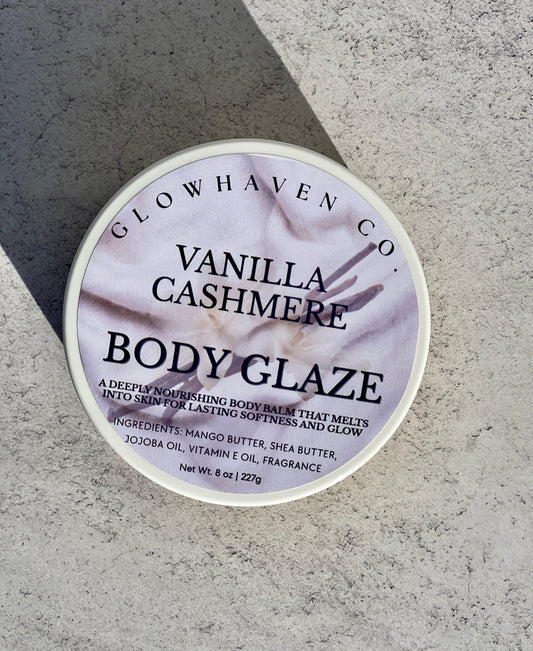 GLOWHAVEN CO.
VANILLA
CASHMERE
BODY GLAZE
A DEEPLY NOURISHING BODY BALM THAT MELTS
INTO SKIN FOR LASTING SOFTNESS AND GLOW
INGREDIENTS: MANGO BUTTER, SHEA BUTTER,
JOJOBA OIL, VITAMIN E OIL, FRAGRANCE
Net Wt. 8 oz | 227g